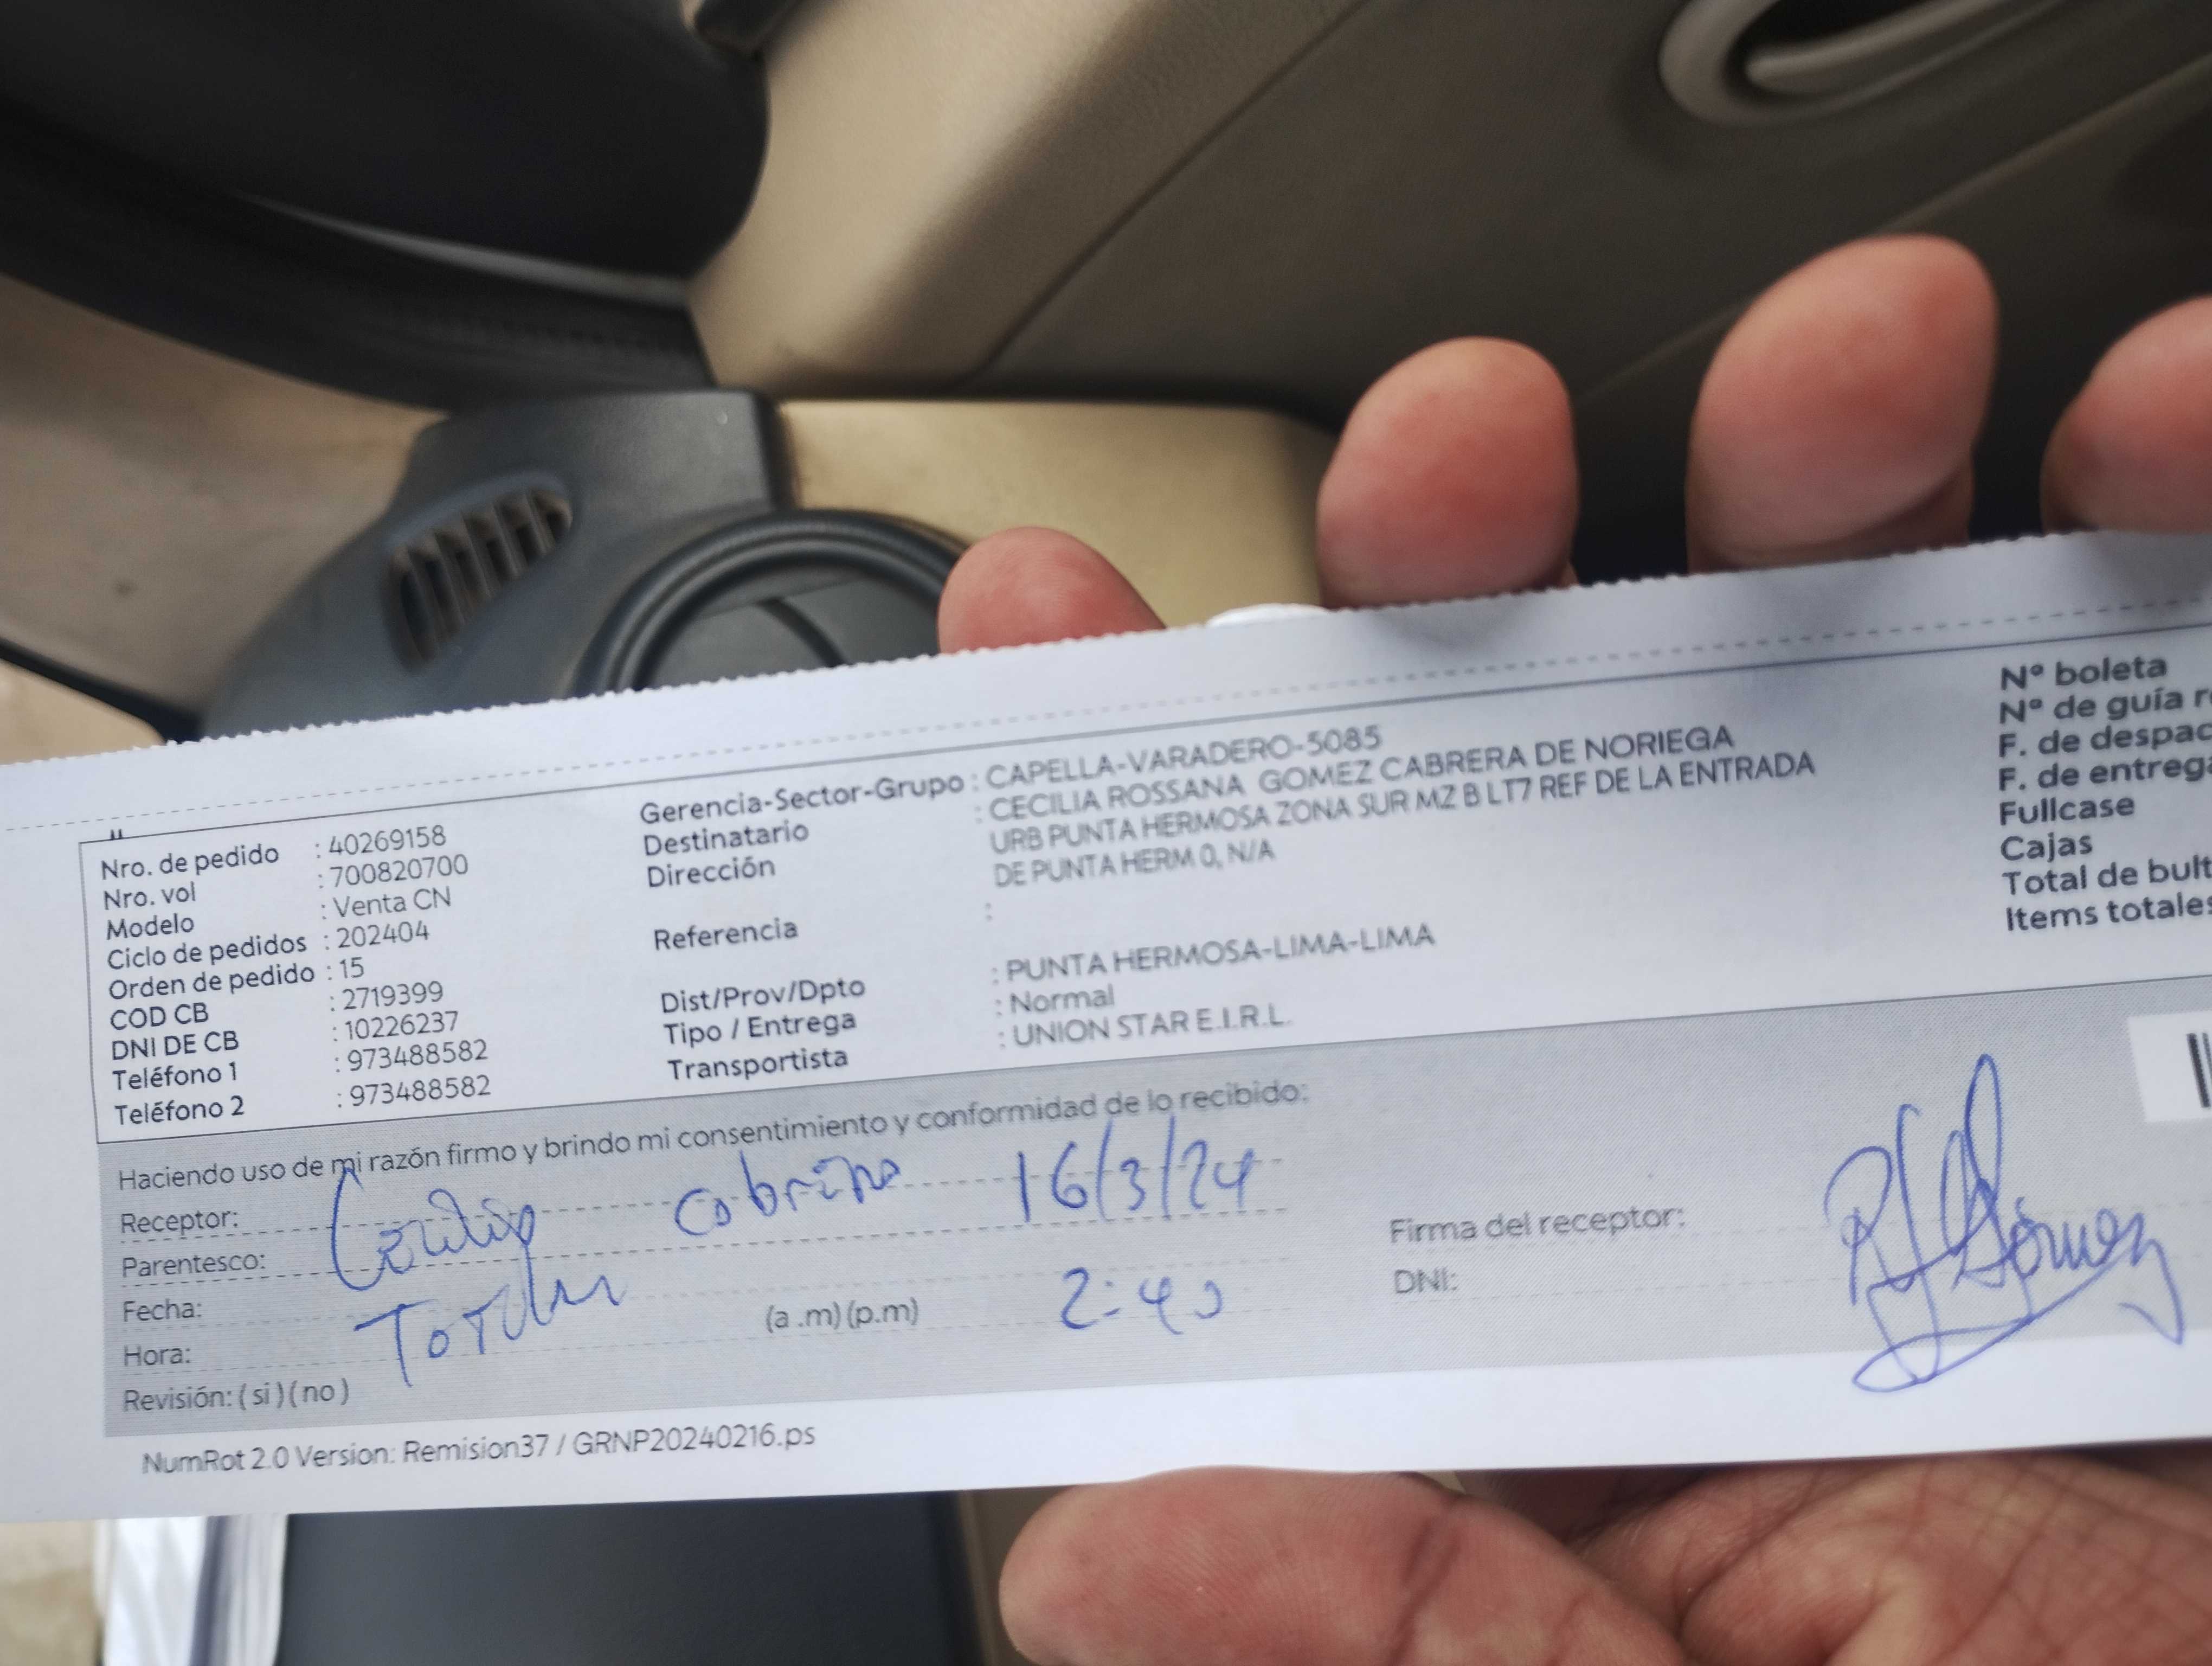 Nro. de pedido : 40269158
Nro. vol : 700820700
Modelo : Venta CN
Ciclo de pedidos : 202404
Orden de pedido : 15
COD CB : 2719399
DNI DE CB : 10226237
Teléfono 1 : 973488582
Teléfono 2 : 973488582
Gerencia-Sector-Grupo : CAPELLA-VARADERO-5085
Destinatario : CECILIA ROSSANA GOMEZ CABRERA DE NORIEGA
Dirección URB PUNTA HERMOSA ZONA SUR MZ B LT7 REF DE LA ENTRADA
DE PUNTA HERM 0, N/A
Referencia :
Dist/Prov/Dpto : PUNTA HERMOSA-LIMA-LIMA
Tipo / Entrega : Normal
Transportista : UNION STAR E.I.R.L.
Nº boleta
Nº de guía r
F. de despac
F. de entrega
Fullcase
Cajas
Total de bult
Items totales
Haciendo uso de mi razón firmo y brindo mi consentimiento y conformidad de lo recibido:
Receptor: 16/3/24
Parentesco:
Fecha:
Hora: (a .m) (p.m) 2:40
Revisión: ( si ) ( no )
Firma del receptor:
DNI:
NumRot 2.0 Version: Remision37 / GRNP20240216.ps